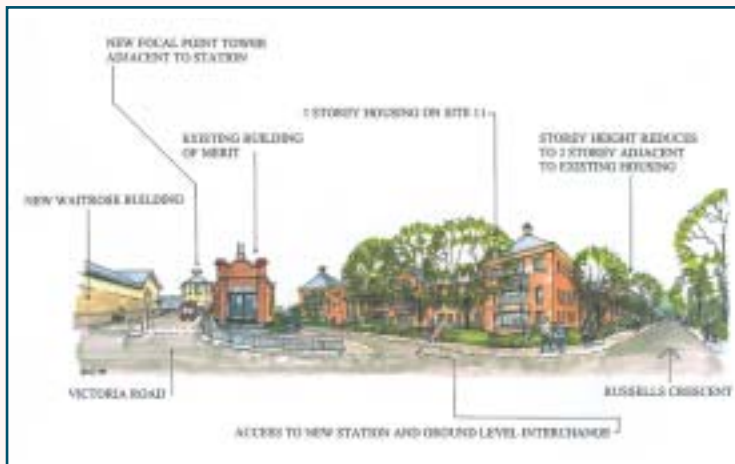 NEW FOCAL POINT TOWER
ADJACENT TO STATION
STOREY HOUSING ON SITE 11
EXISTING BUILDING
OF MERIT
STOREY HEIGHT REDUCES
TO 2 STOREY ADJACENT
TO EXISTING HOUSING
NEW WAITROSE BUILDING
VICTORIA ROAD
RUSSELLS CRESCENT
ACCESS TO NEW STATION AND GROUND LEVEL INTERCHANGE